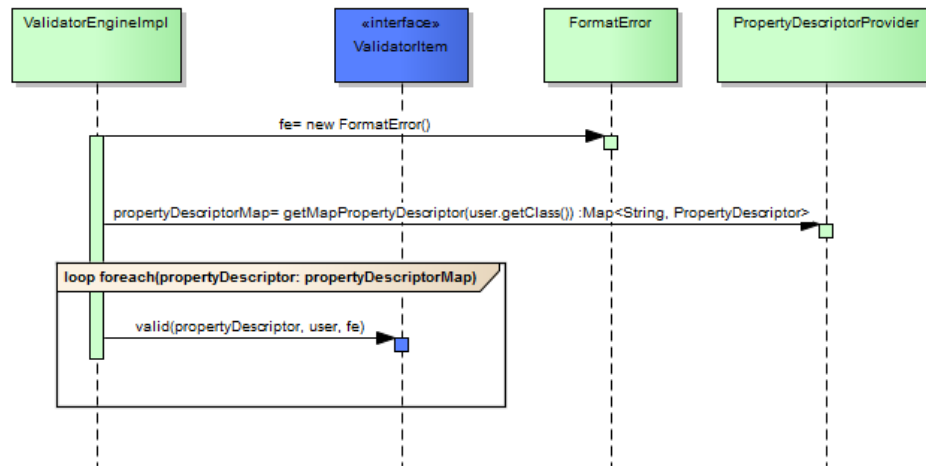 ValidatorEngineImpl
«interface»
ValidatorItem
FormatError
PropertyDescriptorProvider
fe= new FormatError()
propertyDescriptorMap= getMapPropertyDescriptor(user.getClass()) :Map<String, PropertyDescriptor>
loop foreach(propertyDescriptor: propertyDescriptorMap)
valid(propertyDescriptor, user, fe)